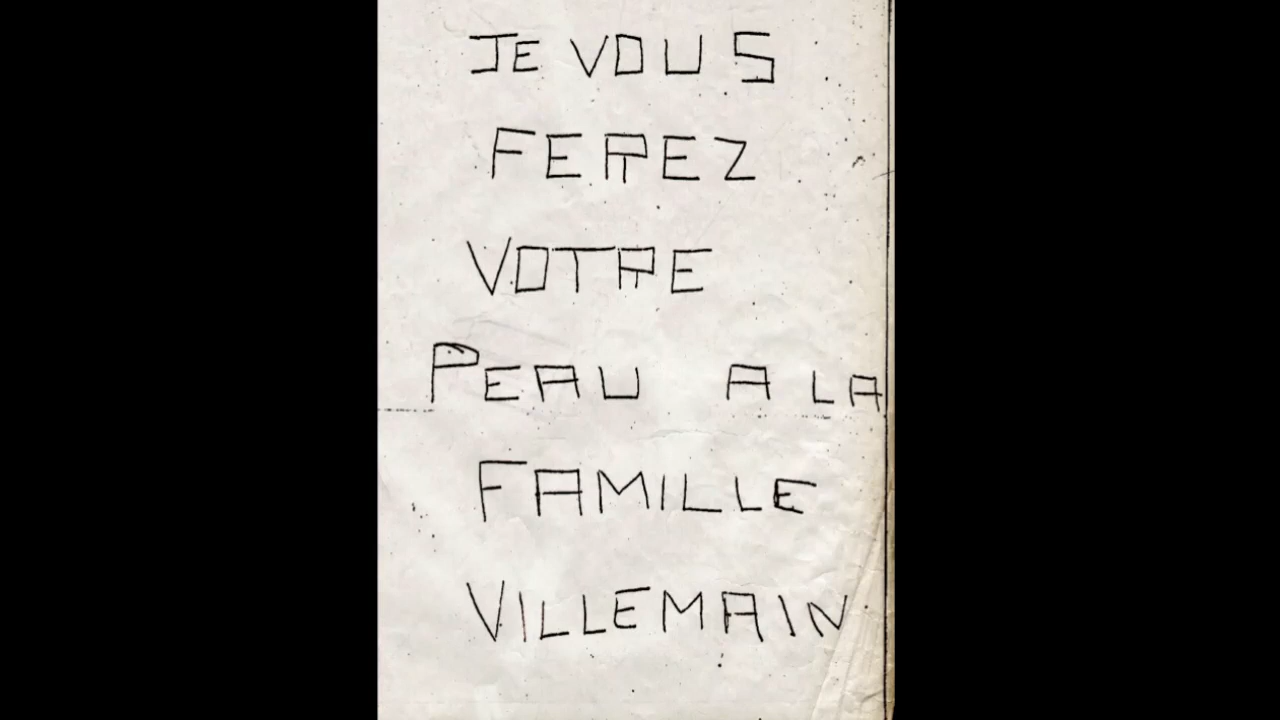 JE VOUS
FEREZ
VOTRE
PEAU A LA
FAMILLE
VILLEMAIN